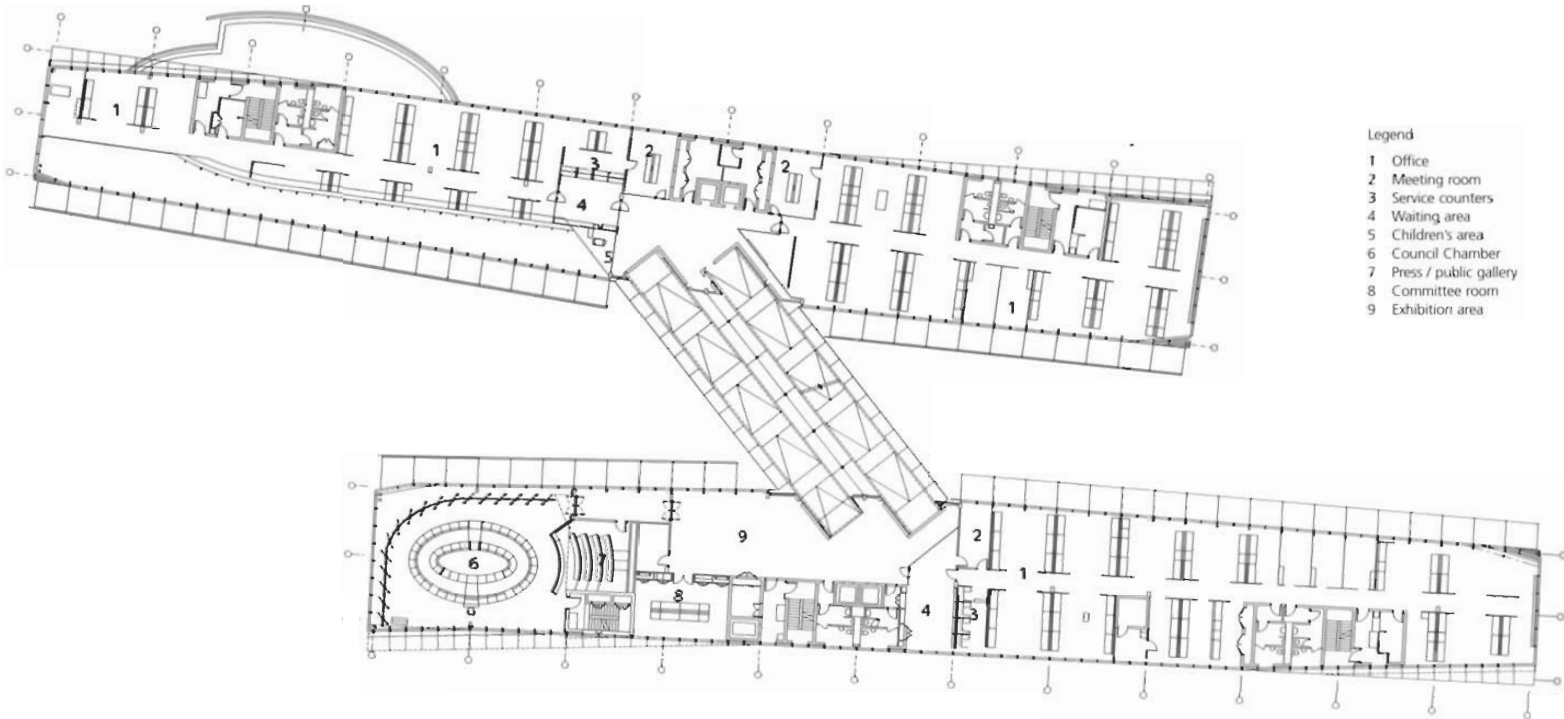 1
1
3
2
2
4
5
1
6
7
8
9
2
1
4
3
Legend
1 Office
2 Meeting room
3 Service counters
4 Waiting area
5 Children's area
6 Council Chamber
7 Press / public gallery
8 Committee room
9 Exhibition area